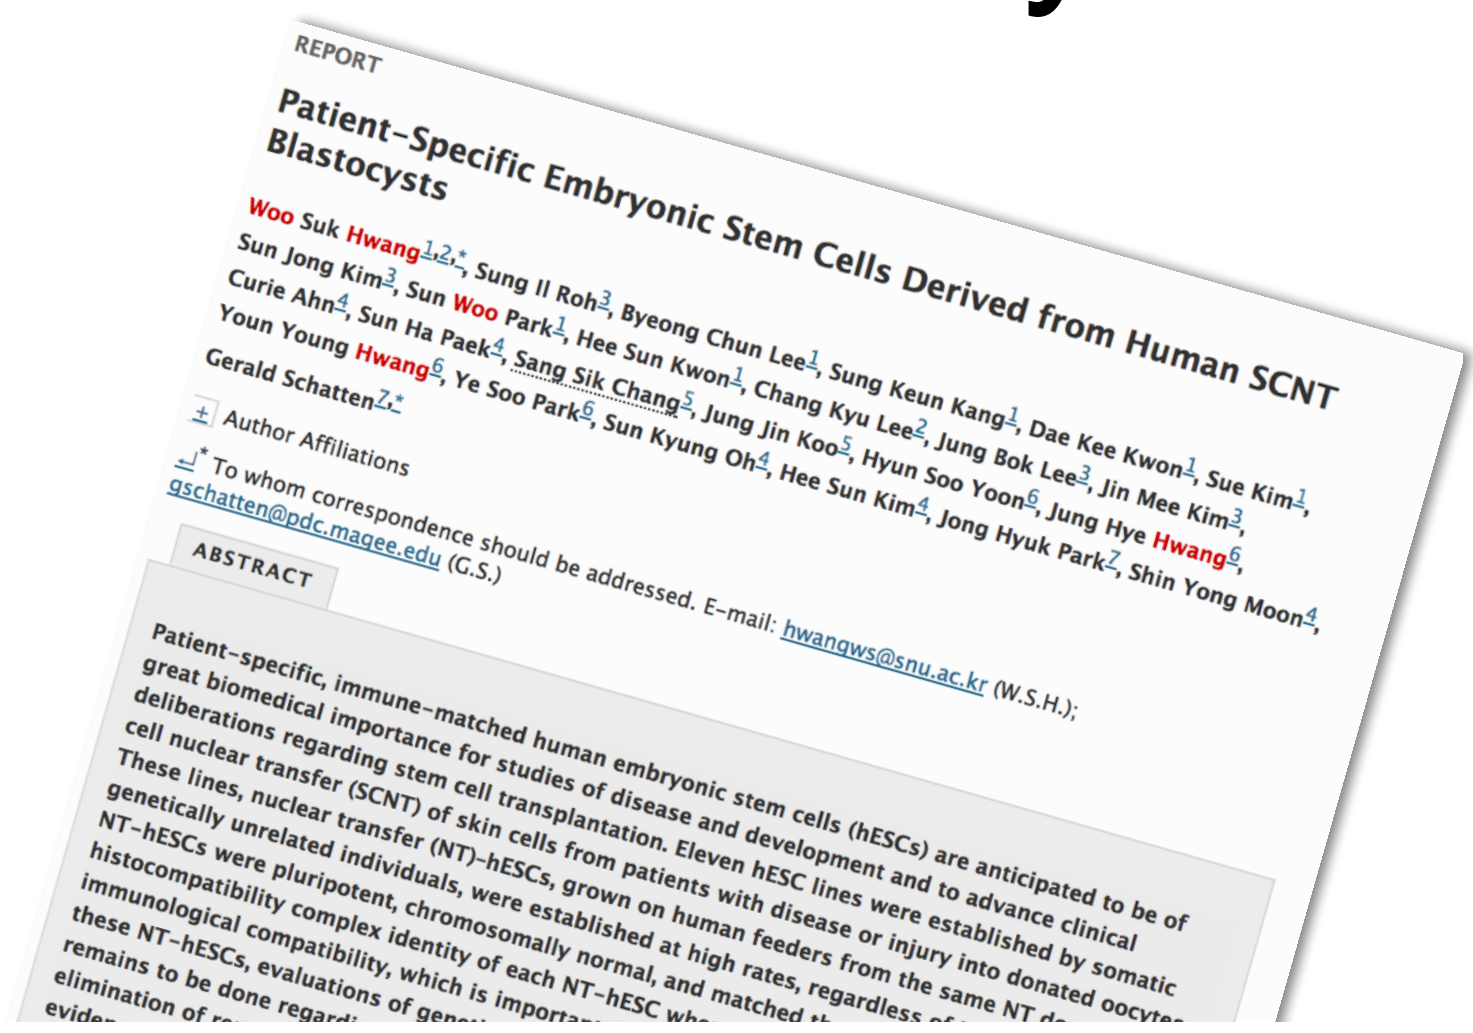 REPORT
Patient-Specific Embryonic Stem Cells Derived from Human SCNT
Blastocysts
Woo Suk Hwang1,2,*, Sung Il Roh3, Byeong Chun Lee1, Sung Keun Kang1, Dae Kee Kwon1, Sue Kim1,
Sun Jong Kim3, Sun Woo Park1, Hee Sun Kwon1, Chang Kyu Lee2, Jung Bok Lee3, Jin Mee Kim3,
Curie Ahn4, Sun Ha Paek4, Sang Sik Chang5, Jung Jin Koo5, Hyun Soo Yoon6, Jung Hye Hwang6,
Youn Young Hwang6, Ye Soo Park6, Sun Kyung Oh4, Hee Sun Kim4, Jong Hyuk Park7, Shin Yong Moon4,
Gerald Schatten7,*
+ Author Affiliations
↵* To whom correspondence should be addressed. E-mail: hwangws@snu.ac.kr (W.S.H.);
gschatten@pdc.magee.edu (G.S.)
ABSTRACT
Patient-specific, immune-matched human embryonic stem cells (hESCs) are anticipated to be of
great biomedical importance for studies of disease and development and to advance clinical
deliberations regarding stem cell transplantation. Eleven hESC lines were established by somatic
cell nuclear transfer (SCNT) of skin cells from patients with disease or injury into donated oocytes
These lines, nuclear transfer (NT)-hESCs, grown on human feeders from the same NT
genetically unrelated individuals, were established at high rates, regardless
NT-hESCs were pluripotent, chromosomally normal, and matched
histocompatibility complex identity of each NT-hESC
immunological compatibility, which is
these NT-hESCs, evaluations of
remains to be done
elimination of